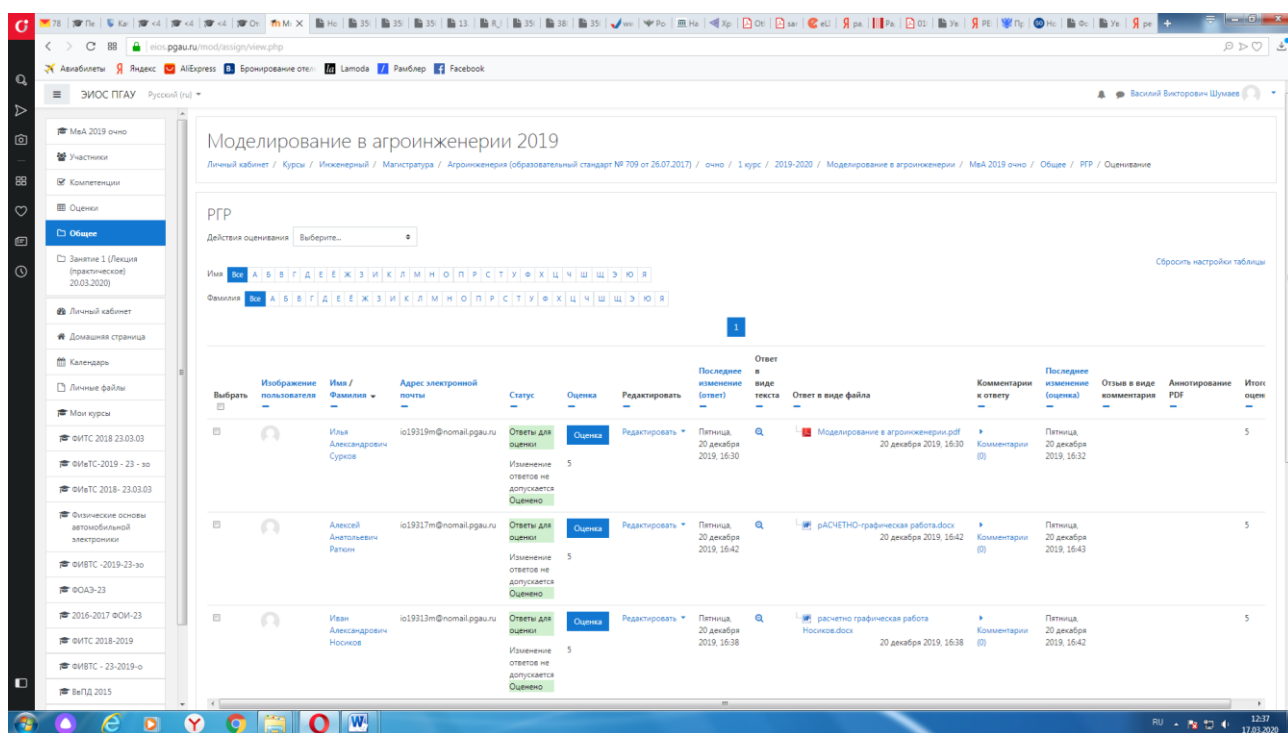 eios.pgau.ru/mod/assign/view.php
Авиабилеты Яндекс AliExpress Бронирование отел Lamoda Рамблер Facebook
ЭИОС ПГАУ Русский (ru)
Василий Викторович Шумаев
МвА 2019 очно
Участники
Компетенции
Оценки
Общее
Занятие 1 (Лекция
(практическое)
20.03.2020)
Личный кабинет
Домашняя страница
Календарь
Личные файлы
Мои курсы
ФИТС 2018 23.03.03
ФИвТС-2019 - 23 - зо
ФИвТС 2018- 23.03.03
Физические основы
автомобильной
электроники
ФИВТС -2019-23-зо
ФОАЭ-23
2016-2017 ФОИ-23
ФИТС 2018-2019
ФИВТС - 23-2019-о
ВвПД 2015
Моделирование в агроинженерии 2019
Личный кабинет / Курсы / Инженерный / Магистратура / Агроинженерия (образовательный стандарт № 709 от 26.07.2017) / очно / 1 курс / 2019-2020 / Моделирование в агроинженерии / МвА 2019 очно / Общее / РГР / Оценивание
РГР
Действия оценивания Выберите...
Сбросить настройки таблицы
Имя Все А Б В Г Д Е Ё Ж З И К Л М Н О П Р С Т У Ф Х Ц Ч Ш Щ Э Ю Я
Фамилия Все А Б В Г Д Е Ё Ж З И К Л М Н О П Р С Т У Ф Х Ц Ч Ш Щ Э Ю Я
1
Выбрать
Изображение
пользователя
Имя /
Фамилия
Адрес электронной
почты
Статус
Оценка
Редактировать
Последнее
изменение
(ответ)
Ответ
в
виде
текста
Ответ в виде файла
Комментарии
к ответу
Последнее
изменение
(оценка)
Отзыв в виде
комментария
Аннотирование
PDF
Итого
оцен
Илья
Александрович
Сурков
io19319m@nomail.pgau.ru
Ответы для
оценки
Изменение
ответов не
допускается
Оценено
Оценка
5
Редактировать
Пятница,
20 декабря
2019, 16:30
Моделирование в агроинженерии.pdf
20 декабря 2019, 16:30
Комментарии
(0)
Пятница,
20 декабря
2019, 16:32
5
Алексей
Анатольевич
Раткин
io19317m@nomail.pgau.ru
Ответы для
оценки
Изменение
ответов не
допускается
Оценено
Оценка
5
Редактировать
Пятница,
20 декабря
2019, 16:42
рАСЧЕТНО-графическая работа.docx
20 декабря 2019, 16:42
Комментарии
(0)
Пятница,
20 декабря
2019, 16:43
5
Иван
Александрович
Носиков
io19313m@nomail.pgau.ru
Ответы для
оценки
Изменение
ответов не
допускается
Оценено
Оценка
5
Редактировать
Пятница,
20 декабря
2019, 16:38
расчетно графическая работа
Носиков.docx
20 декабря 2019, 16:38
Комментарии
(0)
Пятница,
20 декабря
2019, 16:42
5
RU
12:37
17.03.2020